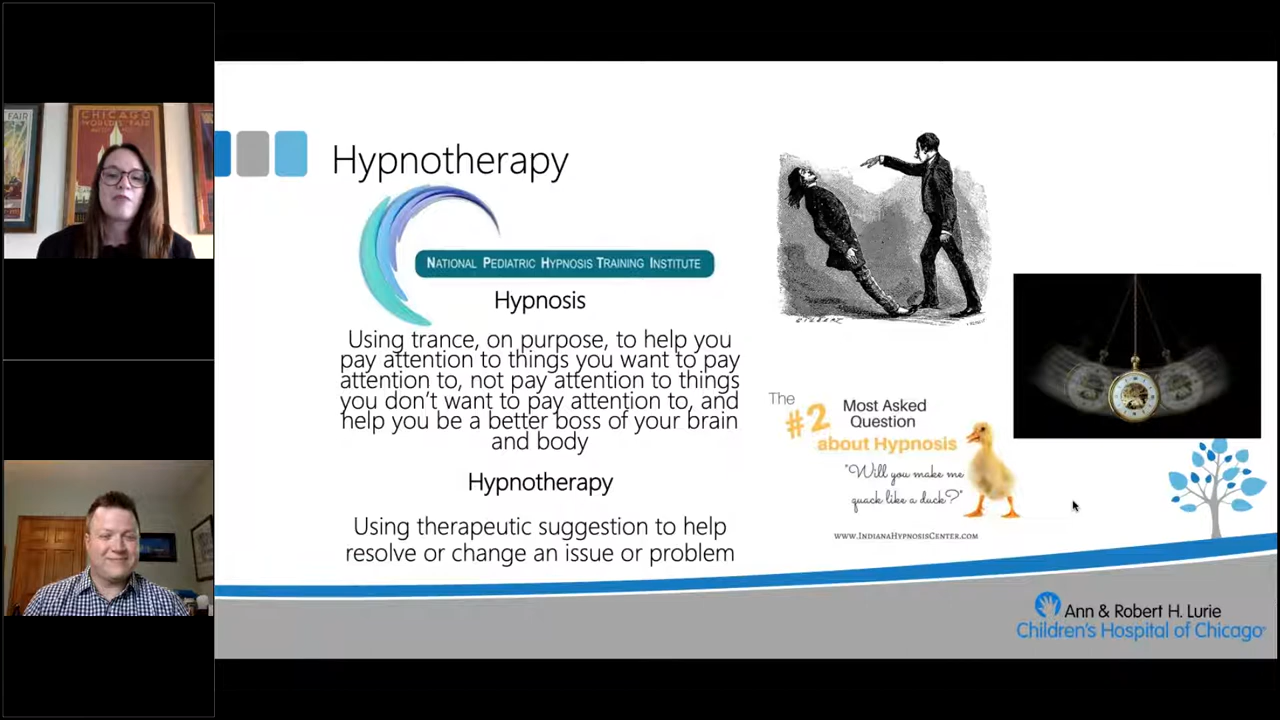 FAIR
CHICAGO
WORLD'S FAIR
Hypnotherapy
NATIONAL PEDIATRIC HYPNOSIS TRAINING INSTITUTE
Hypnosis
Using trance, on purpose, to help you
pay attention to things you want to pay
attention to, not pay attention to things
you don't want to pay attention to, and
help you be a better boss of your brain
and body
Hypnotherapy
Using therapeutic suggestion to help
resolve or change an issue or problem
The
#2
Most Asked
Question
about Hypnosis
"Will you make me
quack like a duck?"
www.IndianaHypnosisCenter.com
Ann & Robert H. Lurie
Children's Hospital of Chicago